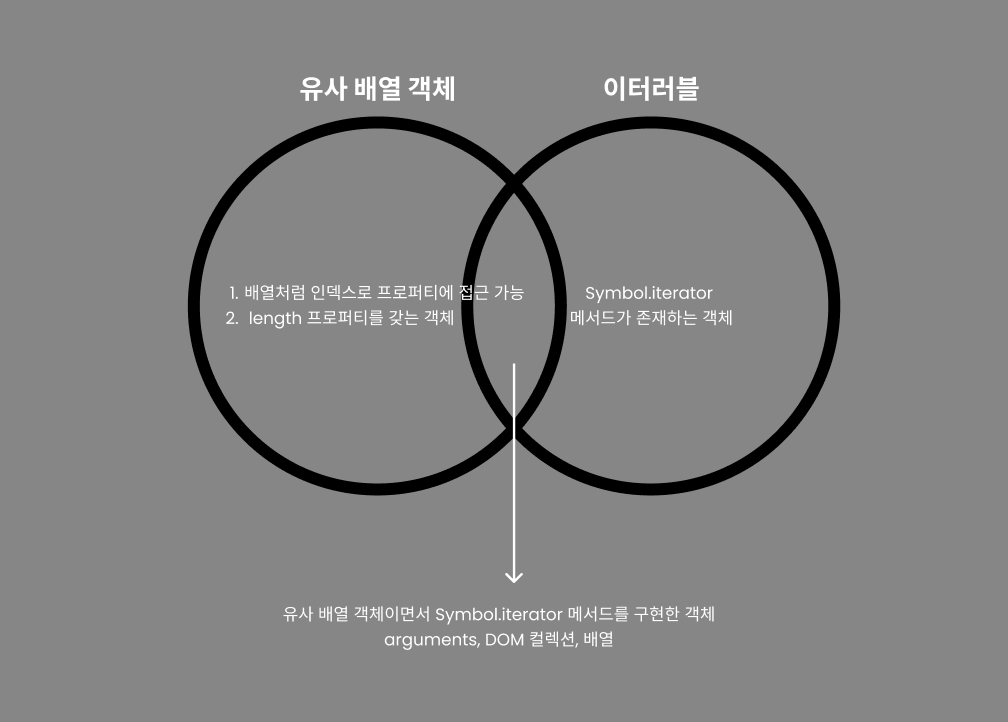 유사 배열 객체
이터러블
1. 배열처럼 인덱스로 프로퍼티에 접근 가능
2. length 프로퍼티를 갖는 객체
Symbol.iterator
메서드가 존재하는 객체
유사 배열 객체이면서 Symbol.iterator 메서드를 구현한 객체
arguments, DOM 컬렉션, 배열